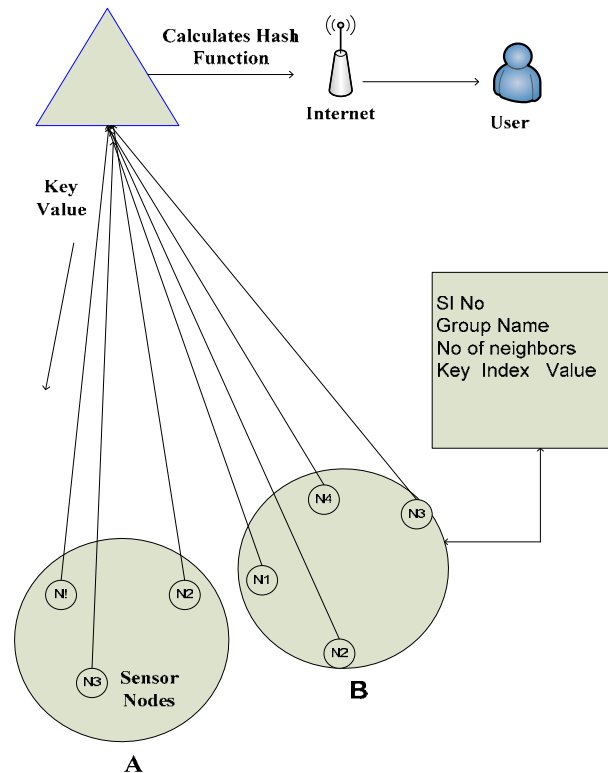 Calculates Hash
Function
Internet
User
Key
Value
SI No
Group Name
No of neighbors
Key Index Value
N4
N3
N1
N2
N!
N2
N3
Sensor
Nodes
B
A